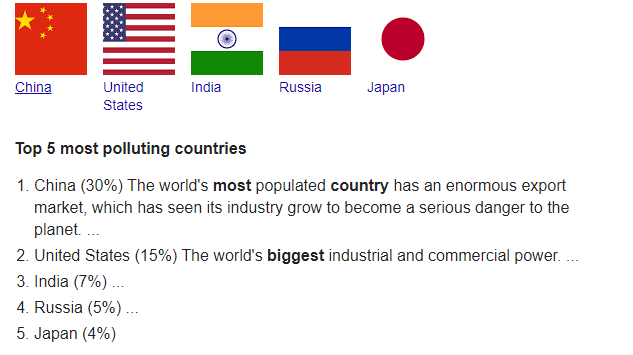 China
United States
India
Russia
Japan
Top 5 most polluting countries
1. China (30%) The world's most populated country has an enormous export
market, which has seen its industry grow to become a serious danger to the
planet. ...
2. United States (15%) The world's biggest industrial and commercial power. ...
3. India (7%) ...
4. Russia (5%) ...
5. Japan (4%)